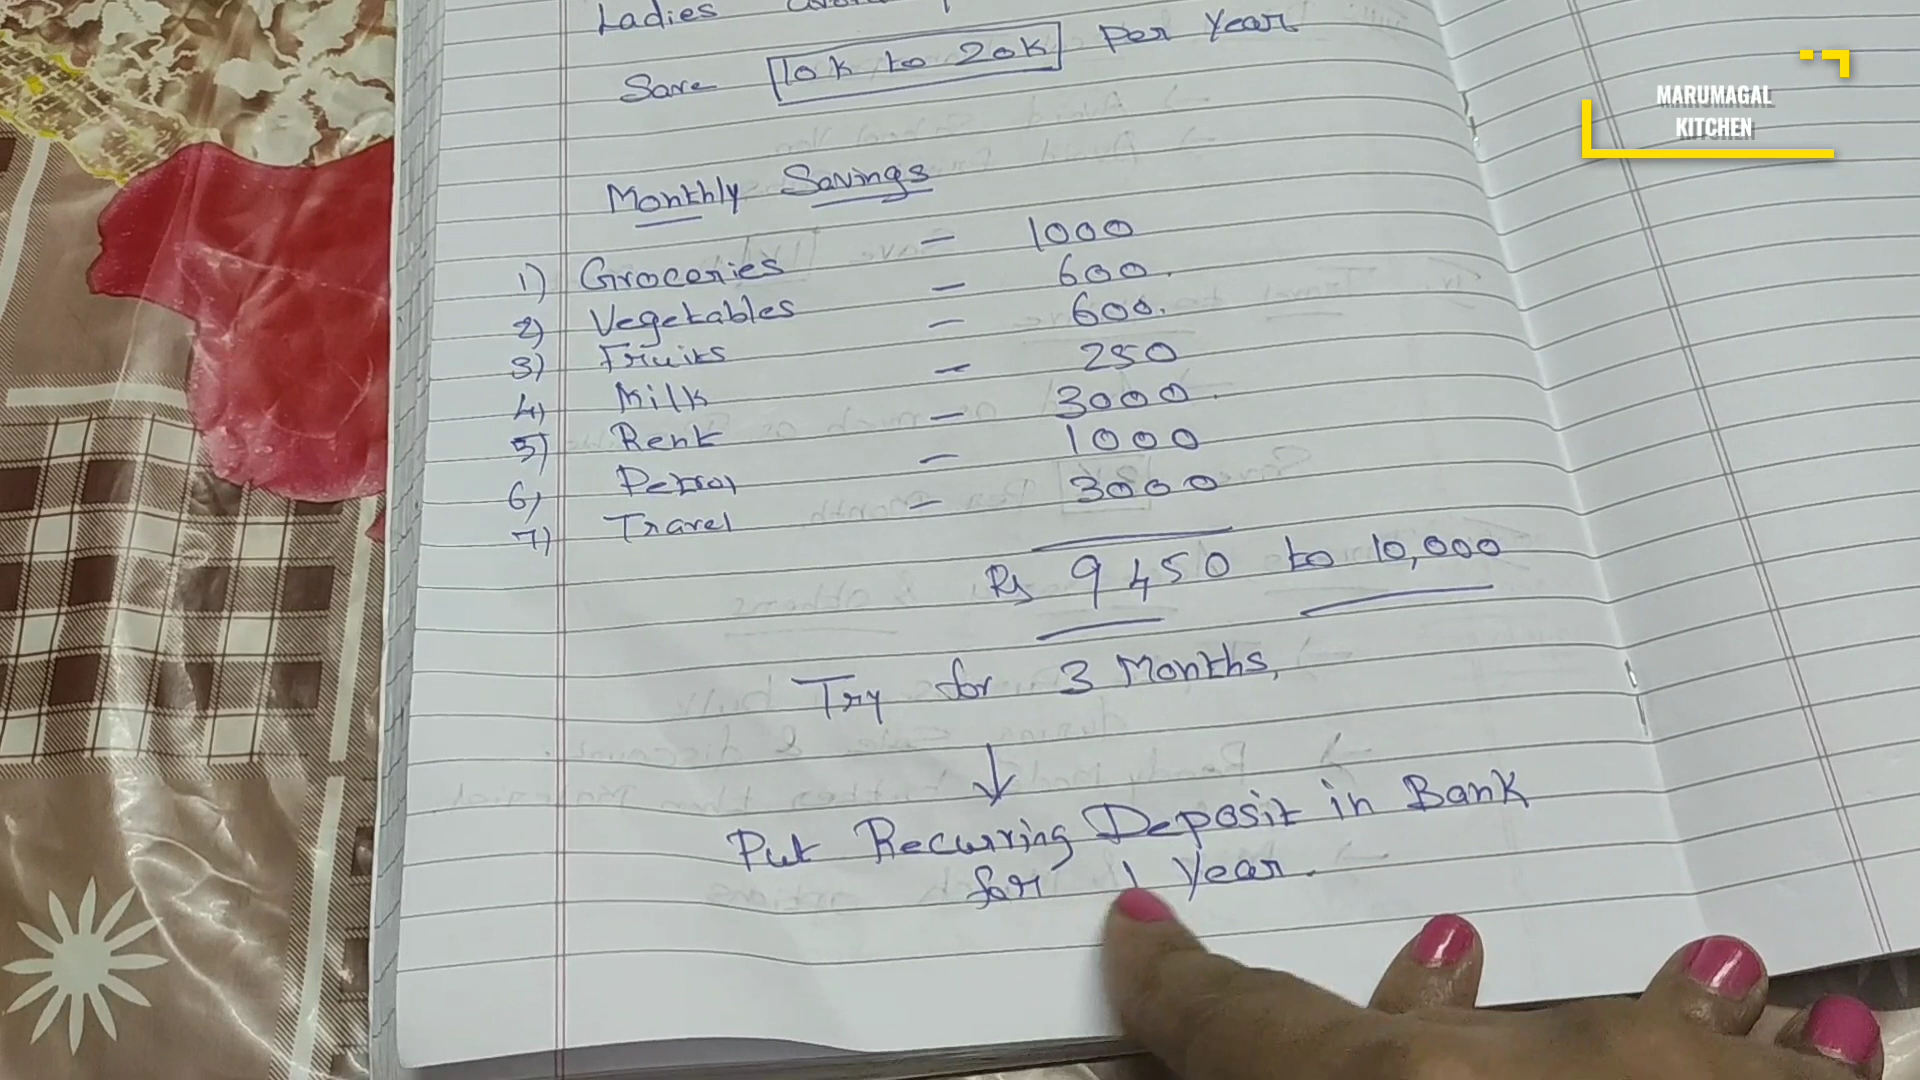 Ladies
Save 10k to 20k Per Year
Monthly Savings
1) Groceries - 1000
2) Vegetables - 600.
3) Fruits - 600.
4) Milk - 250
5) Rent - 3000.
6) Petrol - 1000
7) Travel - 3000
Rs 9450 to 10,000
Try for 3 Months,
↓
Put Recurring Deposit in Bank
for 1 Year.
MARUMAGAL
KITCHEN